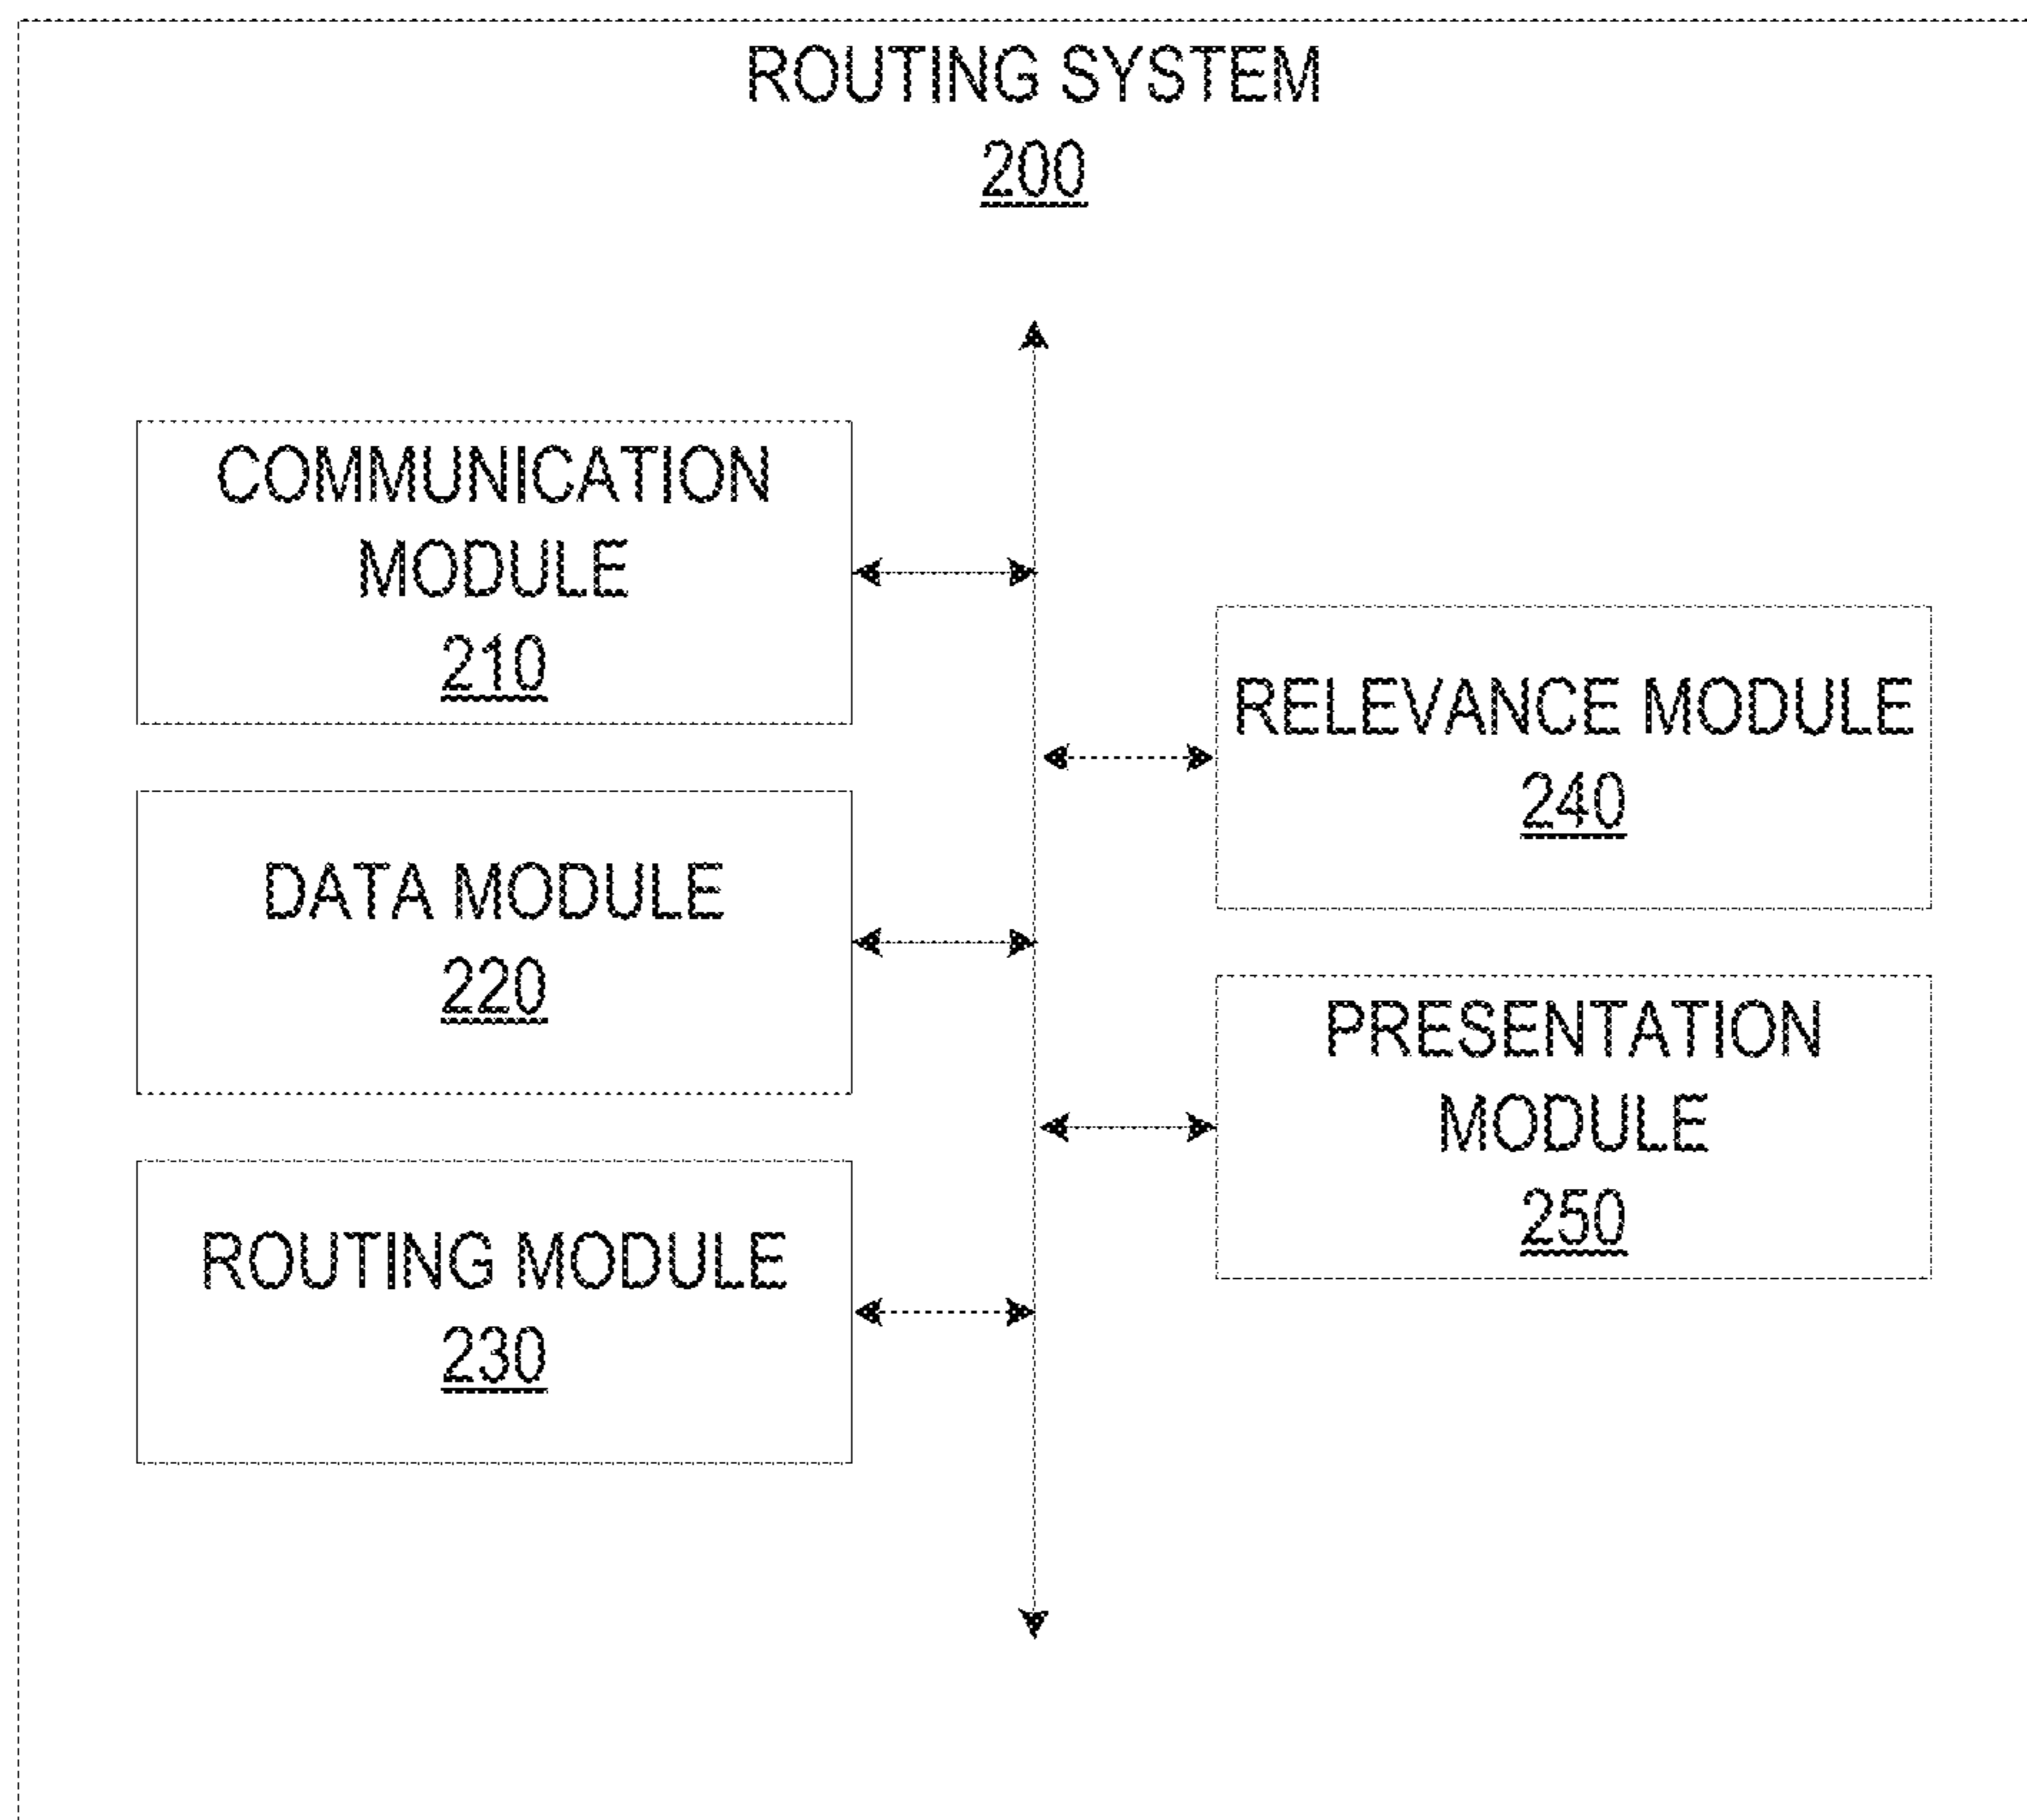 ROUTING SYSTEM
200
COMMUNICATION
MODULE
210
DATA MODULE
220
ROUTING MODULE
230
RELEVANCE MODULE
240
PRESENTATION
MODULE
250